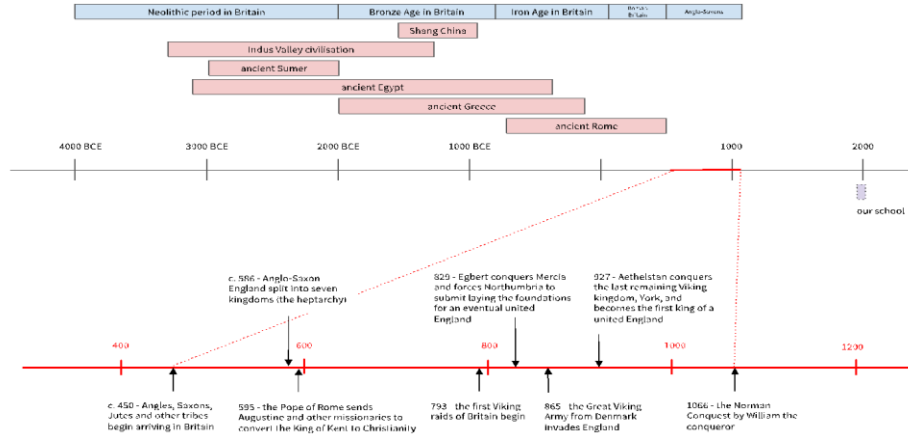 Neolithic period in Britain
Bronze Age in Britain
Iron Age in Britain
Roman
Britain
Anglo-Saxons
Shang China
Indus Valley civilisation
ancient Sumer
ancient Egypt
ancient Greece
ancient Rome
4000 BCE
3000 BCE
2000 BCE
1000 BCE
1000
2000
our school
c. 586 - Anglo-Saxon
England split into seven
kingdoms (the heptarchy)
829 - Egbert conquers Mercia
and forces Northumbria to
submit laying the foundations
for an eventual united
England
927 - Aethelstan conquers
the last remaining Viking
kingdom, York, and
becomes the first king of a
united England
400
600
800
1000
1200
c. 450 - Angles, Saxons,
Jutes and other tribes
begin arriving in Britain
595 - the Pope of Rome sends
Augustine and other missionaries to
convert the King of Kent to Christianity
793 - the first Viking
raids of Britain begin
865 - the Great Viking
Army from Denmark
invades England
1066 - the Norman
Conquest by William the
conqueror